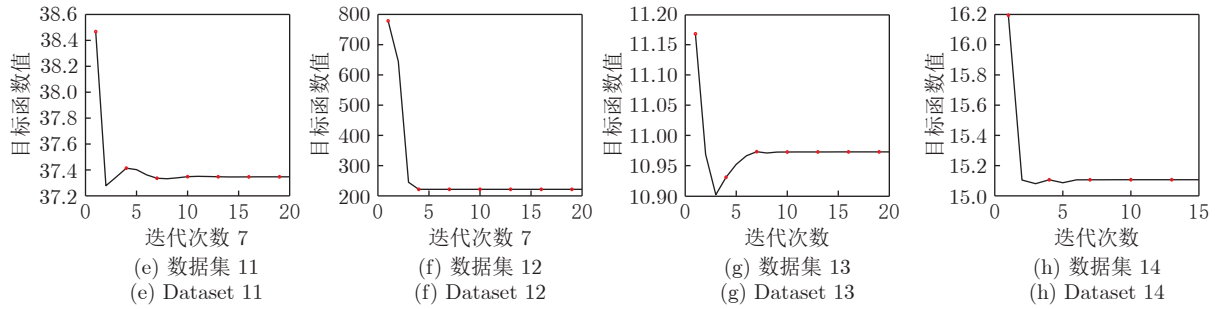 38.6
38.4
38.2
38.0
37.8
37.6
37.4
37.2
目标函数值
0 5 10 15 20
迭代次数 7
(e) 数据集 11
(e) Dataset 11
800
700
600
500
400
300
200
目标函数值
0 5 10 15 20
迭代次数 7
(f) 数据集 12
(f) Dataset 12
11.20
11.15
11.10
11.05
11.00
10.95
10.90
目标函数值
0 5 10 15 20
迭代次数
(g) 数据集 13
(g) Dataset 13
16.2
16.0
15.8
15.6
15.4
15.2
15.0
目标函数值
0 5 10 15
迭代次数
(h) 数据集 14
(h) Dataset 14